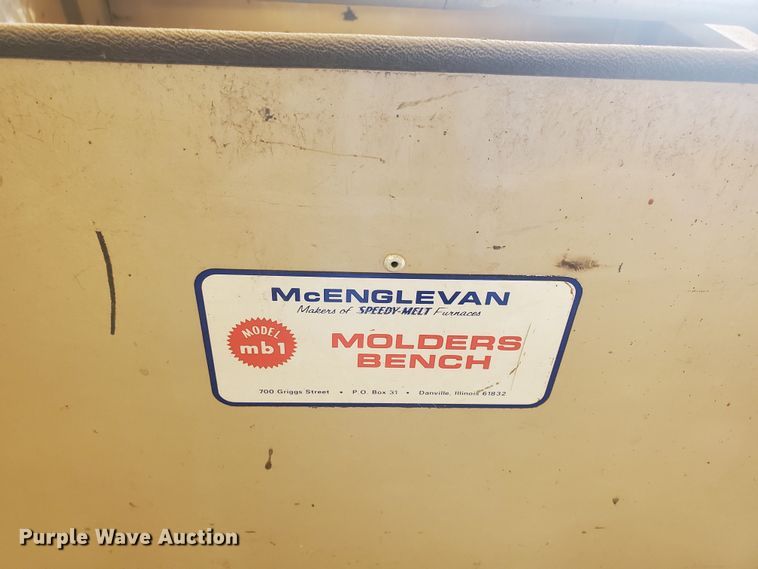 McENGLEVAN
Makers of SPEEDY-MELT Furnaces
MODEL
mb1
MOLDERS
BENCH
700 Griggs Street • P.O. Box 31 • Danville, Illinois 61832
Purple Wave Auction